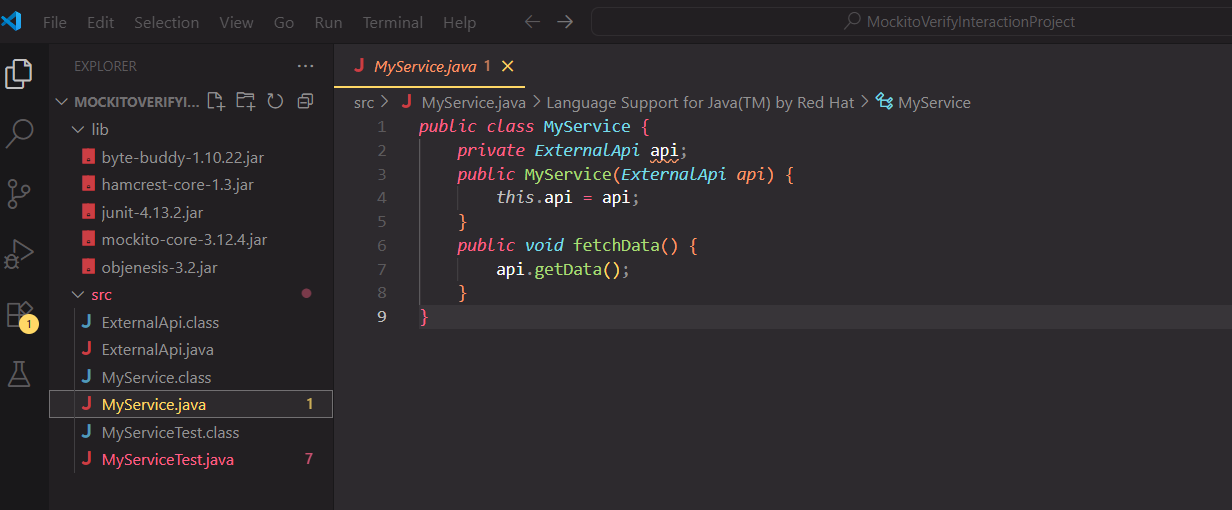 File Edit Selection View Go Run Terminal Help MockitoVerifyInteractionProject
EXPLORER ...
MOCKITOVERIFYI...
lib
byte-buddy-1.10.22.jar
hamcrest-core-1.3.jar
junit-4.13.2.jar
mockito-core-3.12.4.jar
objenesis-3.2.jar
src
J ExternalApi.class
J ExternalApi.java
J MyService.class
J MyService.java 1
J MyServiceTest.class
J MyServiceTest.java 7
1
J MyService.java 1 ×
src > J MyService.java > Language Support for Java(TM) by Red Hat > MyService
1 public class MyService {
2     private ExternalApi api;
3     public MyService(ExternalApi api) {
4         this.api = api;
5     }
6     public void fetchData() {
7         api.getData();
8     }
9 }